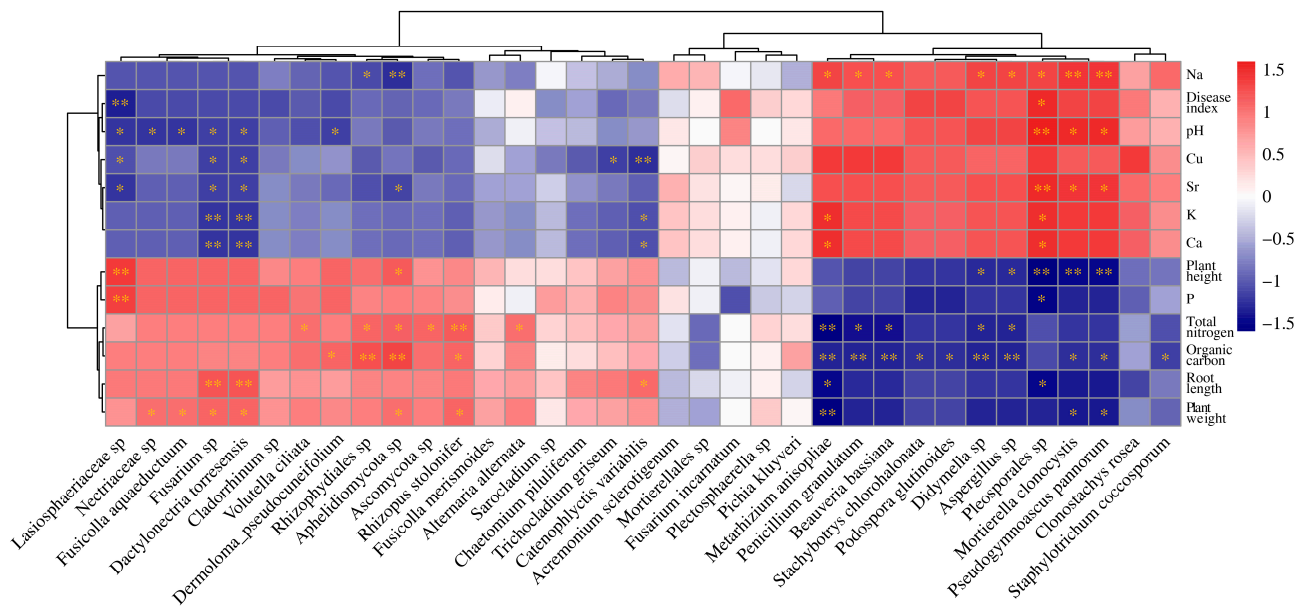 * ** * * * * * * ** **
Na
** *
Disease
index
* * * * * * ** * *
pH
* * * * **
Cu
* * * * ** * *
Sr
** ** * * *
K
** ** * * *
Ca
** * * * ** ** **
Plant
height
** *
P
* * * * ** * ** * * * *
Total
nitrogen
* ** ** * ** ** ** * * ** ** * * *
Organic
carbon
** ** * * *
Root
length
* * * * * * ** * *
Plant
weight
1.5
1
0.5
0
−0.5
−1
−1.5
Lasiosphaeriaceae sp
Nectriaceae sp
Fusicolla aquaeductuum
Fusarium sp
Dactylonectria torresensis
Cladorrhinum sp
Volutella ciliata
Dermoloma_pseudocuneifolium
Rhizophydiales sp
Aphelidiomycota sp
Ascomycota sp
Rhizopus stolonifer
Fusicolla merismoides
Alternaria alternata
Sarocladium sp
Chaetomium piluliferum
Trichocladium griseum
Catenophlyctis variabilis
Acremonium sclerotigenum
Mortierellales sp
Fusarium incarnatum
Plectosphaerella sp
Pichia kluyveri
Metarhizium anisopliae
Penicillium granulatum
Beauveria bassiana
Stachybotrys chlorohalonata
Podospora glutinoides
Didymella sp
Aspergillus sp
Pleosporales sp
Mortierella clonocystis
Pseudogymnoascus pannorum
Clonostachys rosea
Staphylotrichum coccosporum